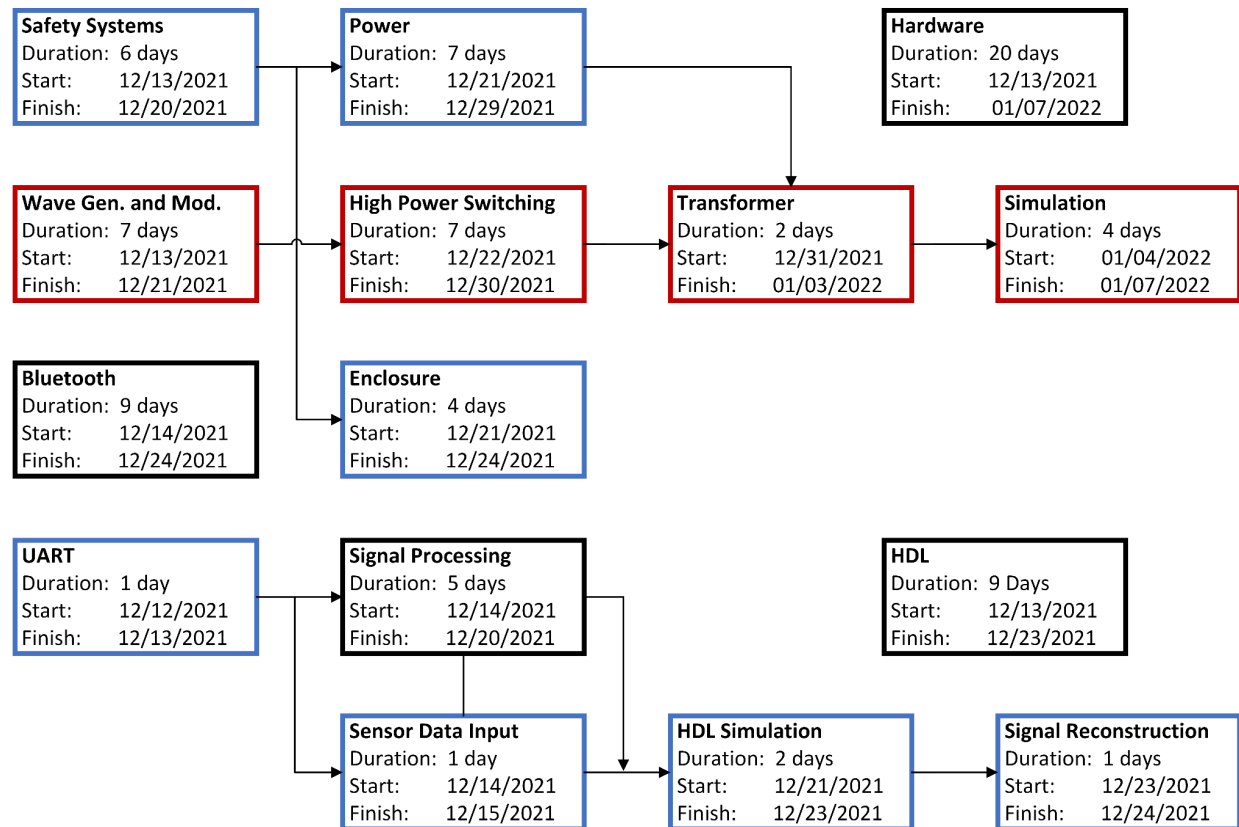 Safety Systems
Duration: 6 days
Start: 12/13/2021
Finish: 12/20/2021
Power
Duration: 7 days
Start: 12/21/2021
Finish: 12/29/2021
Hardware
Duration: 20 days
Start: 12/13/2021
Finish: 01/07/2022
Wave Gen. and Mod.
Duration: 7 days
Start: 12/13/2021
Finish: 12/21/2021
High Power Switching
Duration: 7 days
Start: 12/22/2021
Finish: 12/30/2021
Transformer
Duration: 2 days
Start: 12/31/2021
Finish: 01/03/2022
Simulation
Duration: 4 days
Start: 01/04/2022
Finish: 01/07/2022
Bluetooth
Duration: 9 days
Start: 12/14/2021
Finish: 12/24/2021
Enclosure
Duration: 4 days
Start: 12/21/2021
Finish: 12/24/2021
UART
Duration: 1 day
Start: 12/12/2021
Finish: 12/13/2021
Signal Processing
Duration: 5 days
Start: 12/14/2021
Finish: 12/20/2021
HDL
Duration: 9 Days
Start: 12/13/2021
Finish: 12/23/2021
Sensor Data Input
Duration: 1 day
Start: 12/14/2021
Finish: 12/15/2021
HDL Simulation
Duration: 2 days
Start: 12/21/2021
Finish: 12/23/2021
Signal Reconstruction
Duration: 1 days
Start: 12/23/2021
Finish: 12/24/2021